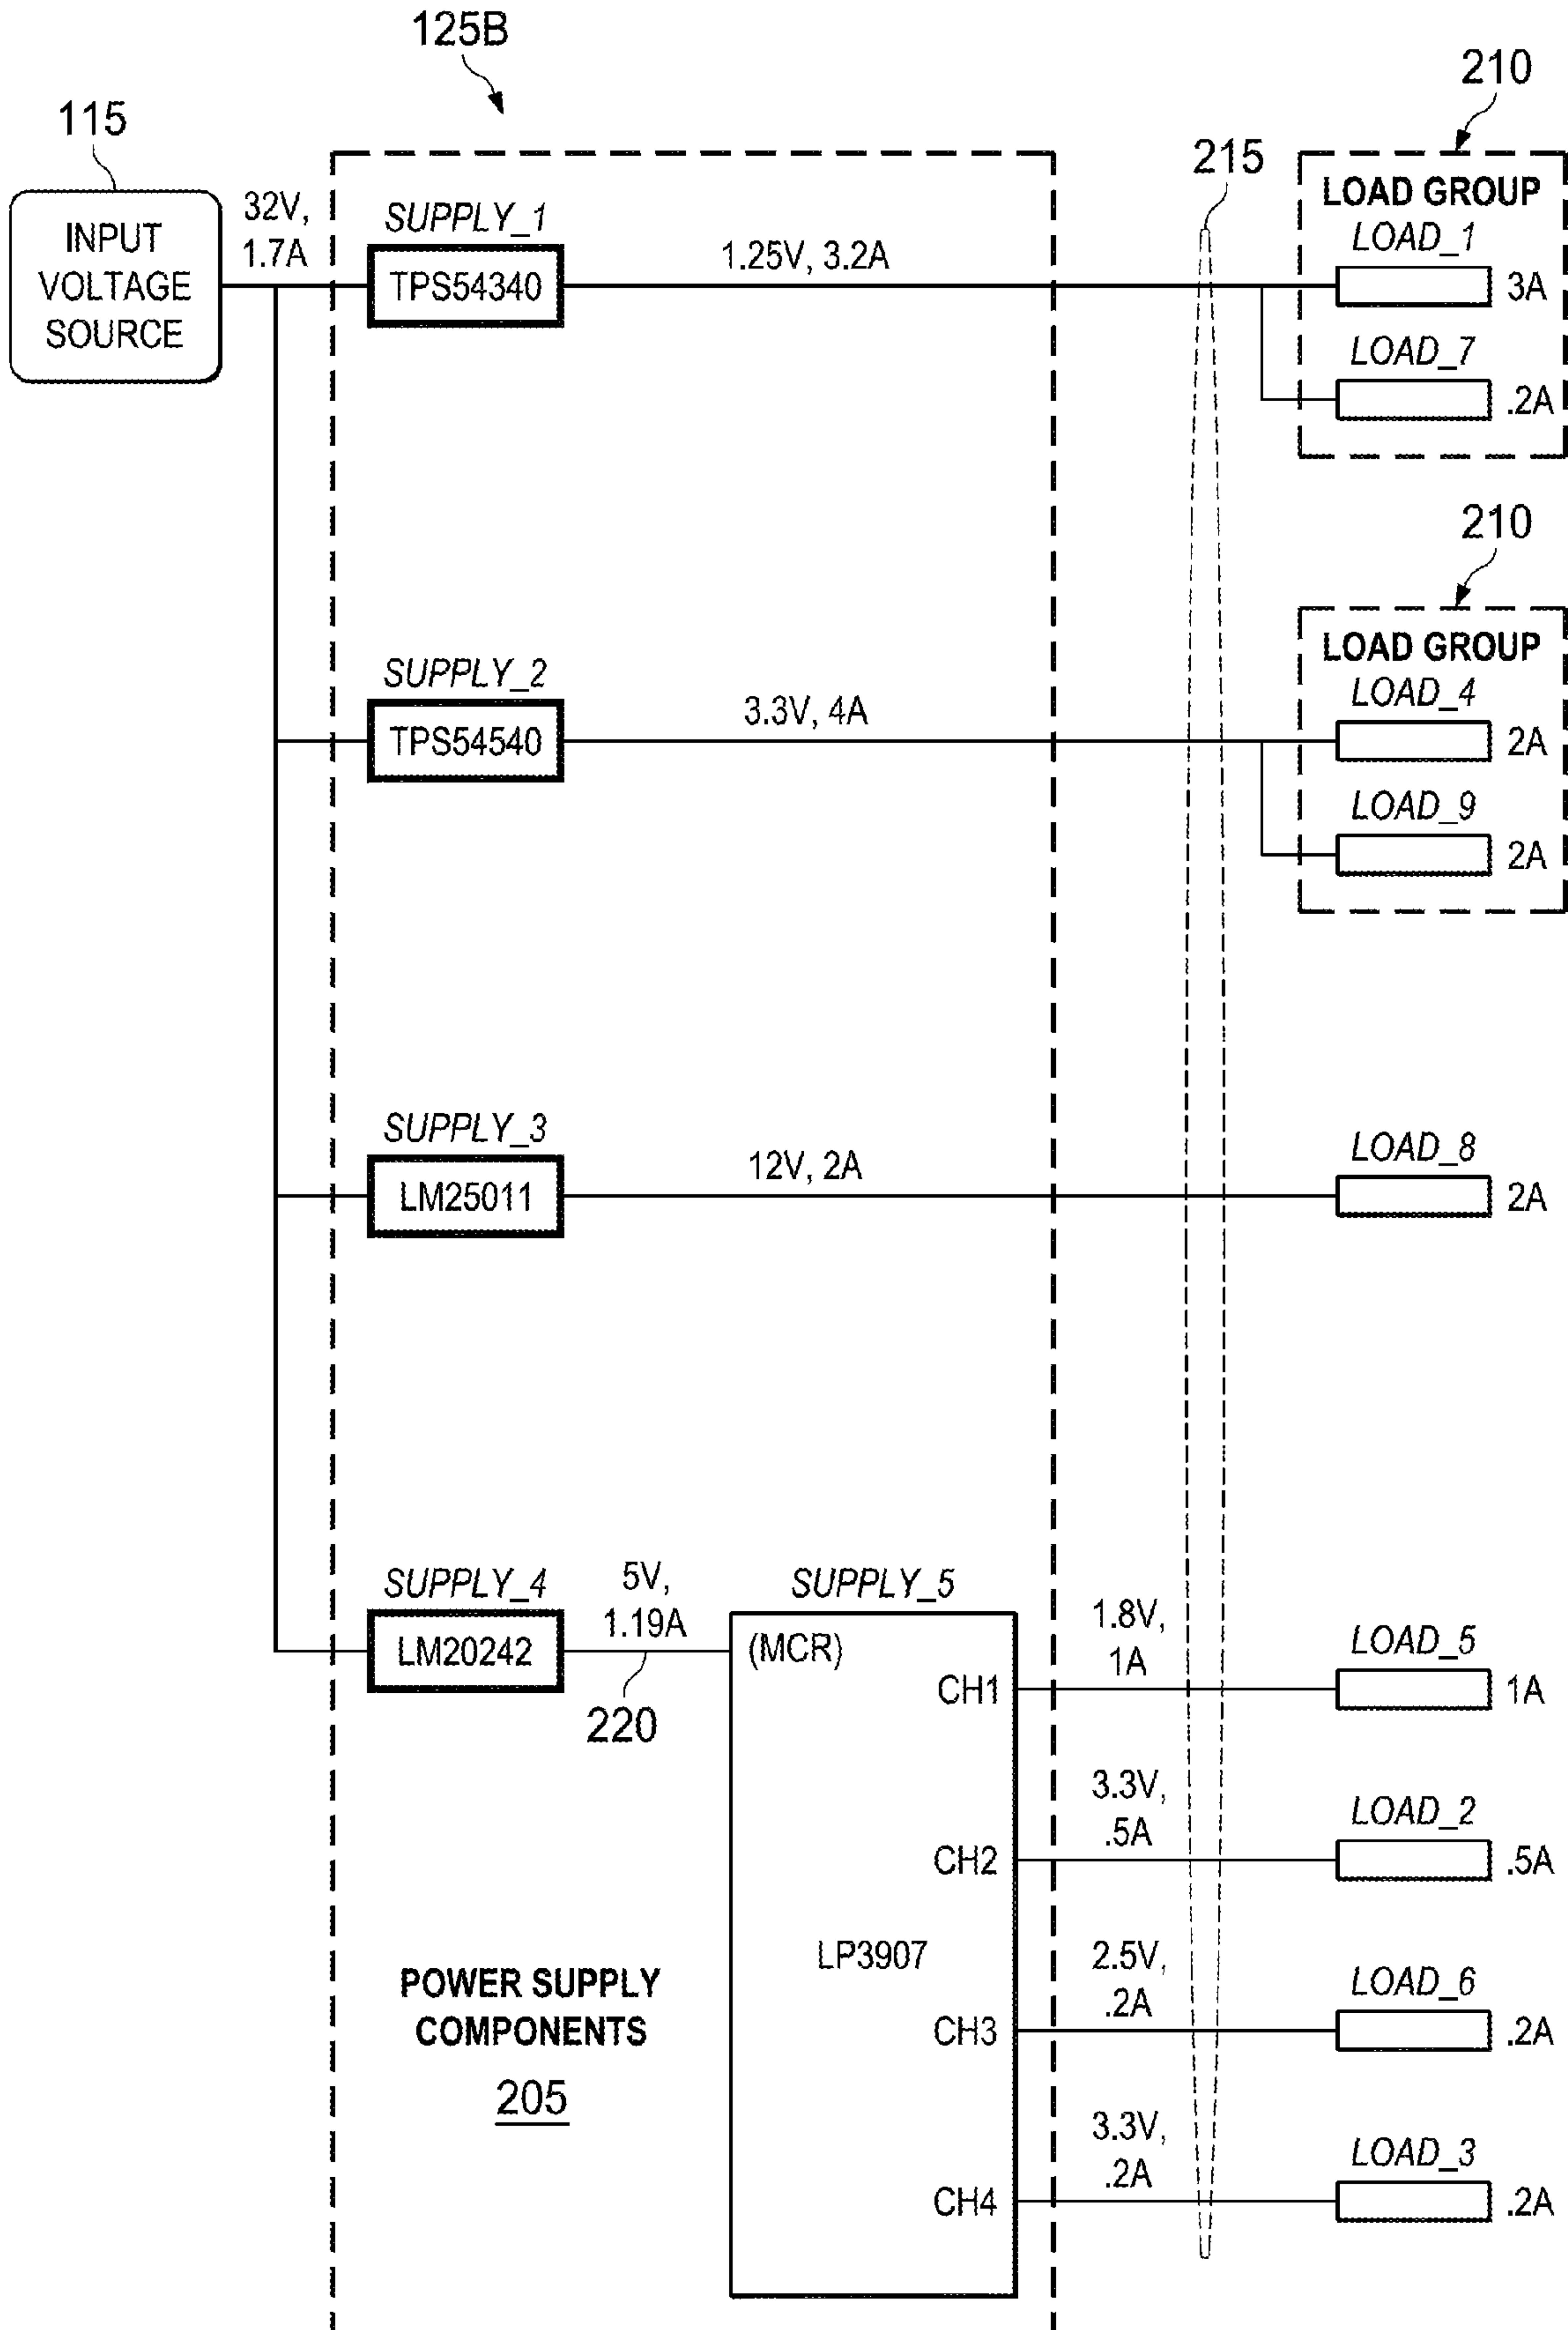 125B
210
115
215
INPUT
VOLTAGE
SOURCE
32V,
1.7A
SUPPLY_1
TPS54340
1.25V, 3.2A
LOAD GROUP
LOAD_1
3A
LOAD_7
.2A
210
SUPPLY_2
TPS54540
3.3V, 4A
LOAD GROUP
LOAD_4
2A
LOAD_9
2A
SUPPLY_3
LM25011
12V, 2A
LOAD_8
2A
SUPPLY_4
LM20242
5V,
1.19A
220
SUPPLY_5
(MCR)
LP3907
CH1
1.8V,
1A
LOAD_5
1A
CH2
3.3V,
.5A
LOAD_2
.5A
CH3
2.5V,
.2A
LOAD_6
.2A
CH4
3.3V,
.2A
LOAD_3
.2A
POWER SUPPLY
COMPONENTS
205